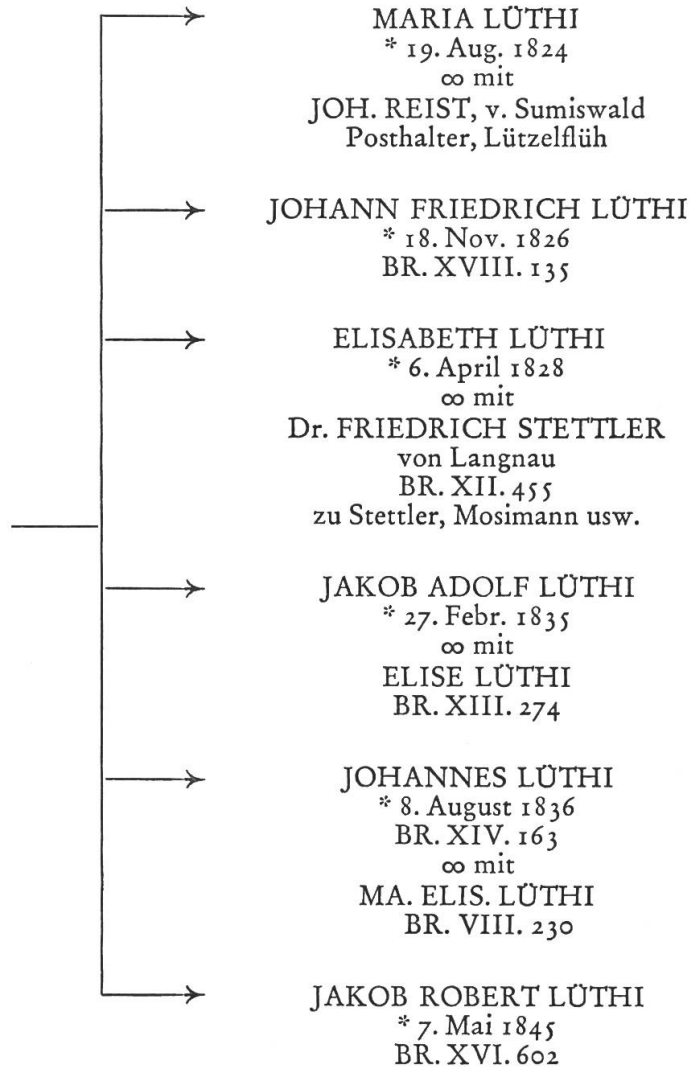 MARIA LÜTHI
* 19. Aug. 1824
∞ mit
JOH. REIST, v. Sumiswald
Posthalter, Lützelflüh
JOHANN FRIEDRICH LÜTHI
* 18. Nov. 1826
BR. XVIII. 135
ELISABETH LÜTHI
* 6. April 1828
∞ mit
Dr. FRIEDRICH STETTLER
von Langnau
BR. XII. 455
zu Stettler, Mosimann usw.
JAKOB ADOLF LÜTHI
* 27. Febr. 1835
∞ mit
ELISE LÜTHI
BR. XIII. 274
JOHANNES LÜTHI
* 8. August 1836
BR. XIV. 163
∞ mit
MA. ELIS. LÜTHI
BR. VIII. 230
JAKOB ROBERT LÜTHI
* 7. Mai 1845
BR. XVI. 602